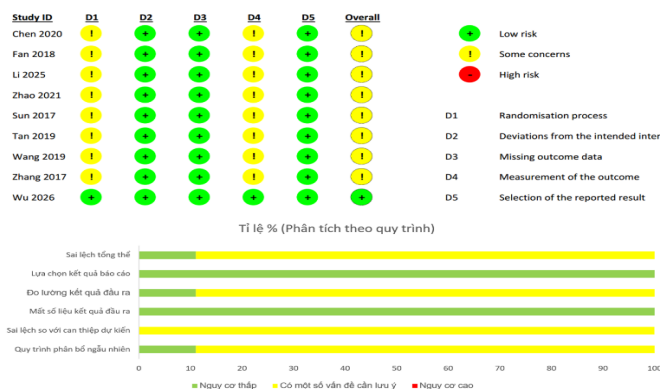 Study ID D1 D2 D3 D4 D5 Overall
Chen 2020 ! + + ! + ! + Low risk
Fan 2018 ! + + ! + ! ! Some concerns
Li 2025 ! + + ! + ! - High risk
Zhao 2021 ! + + ! + !
Sun 2017 ! + + ! + ! D1 Randomisation process
Tan 2019 ! + + ! + ! D2 Deviations from the intended inter
Wang 2019 ! + + ! + ! D3 Missing outcome data
Zhang 2017 ! + + ! + ! D4 Measurement of the outcome
Wu 2026 + + + + + + D5 Selection of the reported result
Tỉ lệ % (Phân tích theo quy trình)
Sai lệch tổng thể
Lựa chọn kết quả báo cáo
Đo lường kết quả đầu ra
Mất số liệu kết quả đầu ra
Sai lệch so với can thiệp dự kiến
Quy trình phân bổ ngẫu nhiên
0 10 20 30 40 50 60 70 80 90 100
Nguy cơ thấp Có một số vấn đề cần lưu ý Nguy cơ cao